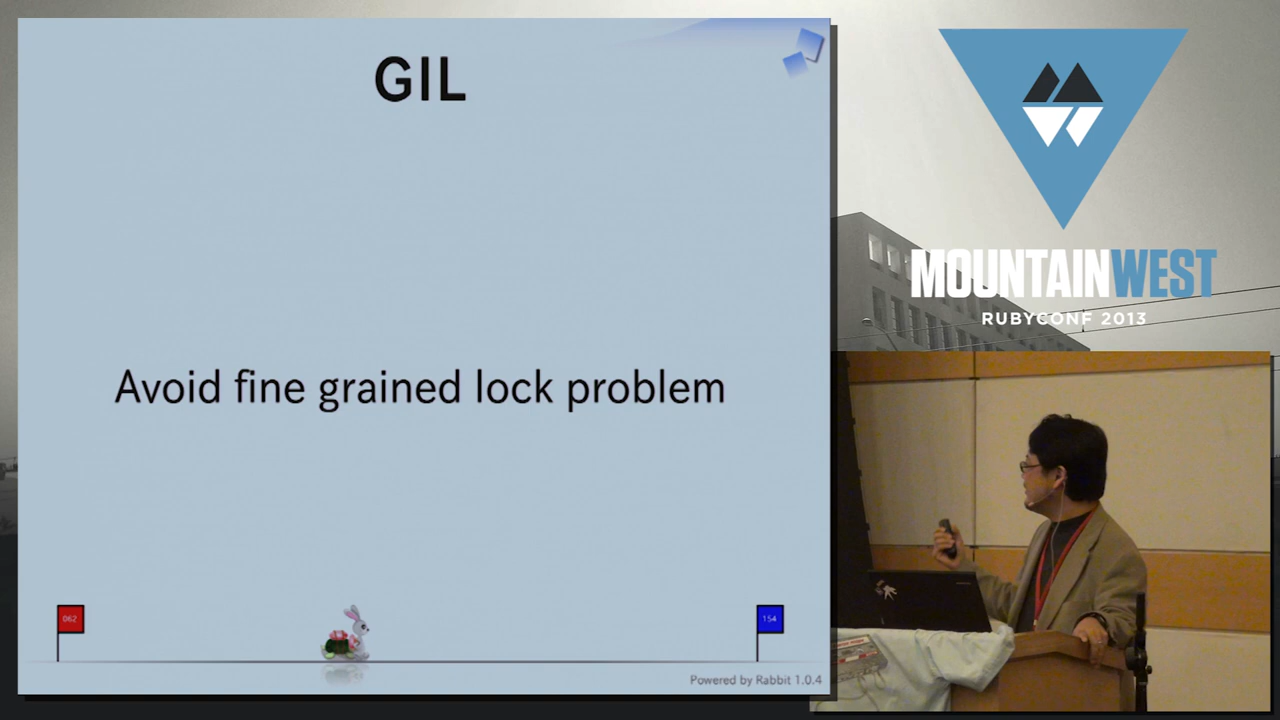 GIL
Avoid fine grained lock problem
062
154
Powered by Rabbit 1.0.4
MOUNTAINWEST
RUBYCONF 2013